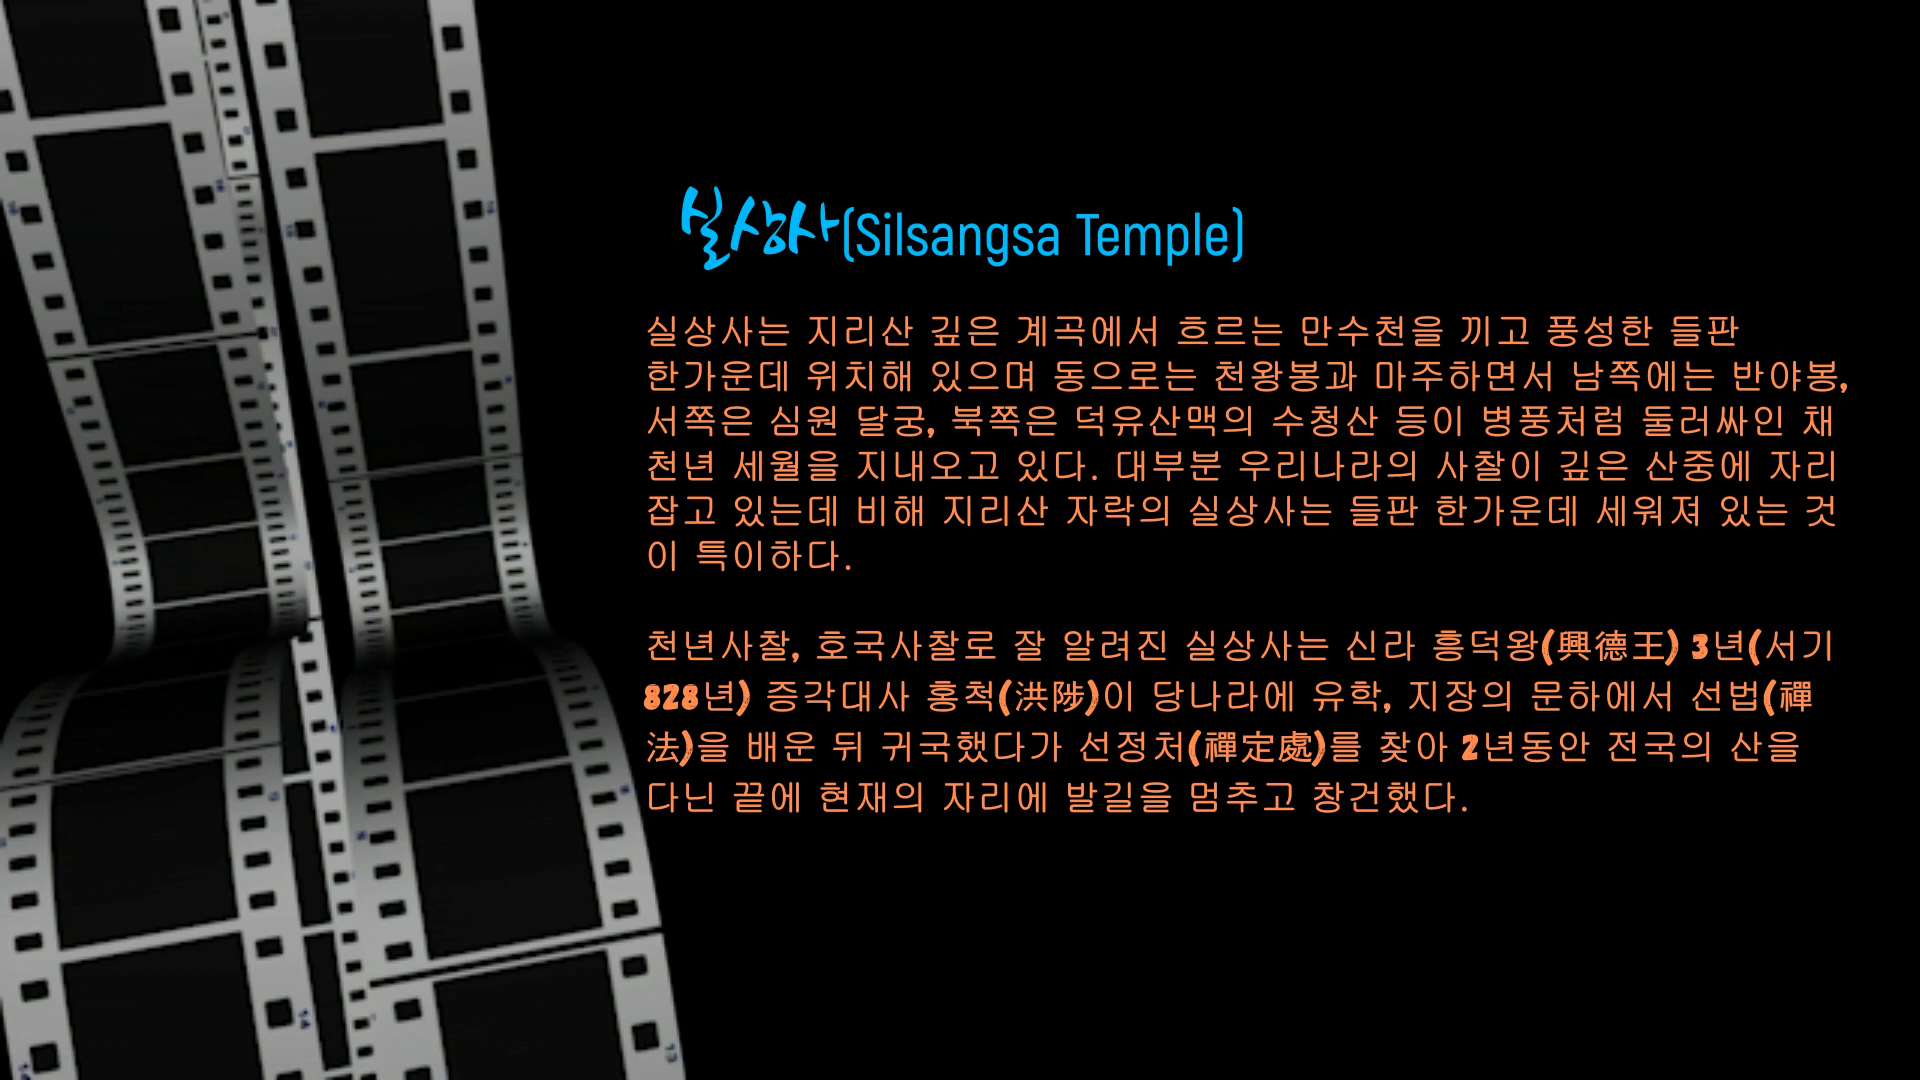 실상사(Silsangsa Temple)
실상사는 지리산 깊은 계곡에서 흐르는 만수천을 끼고 풍성한 들판
한가운데 위치해 있으며 동으로는 천왕봉과 마주하면서 남쪽에는 반야봉,
서쪽은 심원 달궁, 북쪽은 덕유산맥의 수청산 등이 병풍처럼 둘러싸인 채
천년 세월을 지내오고 있다. 대부분 우리나라의 사찰이 깊은 산중에 자리
잡고 있는데 비해 지리산 자락의 실상사는 들판 한가운데 세워져 있는 것
이 특이하다.
천년사찰, 호국사찰로 잘 알려진 실상사는 신라 흥덕왕(興德王) 3년(서기
828년) 증각대사 홍척(洪陟)이 당나라에 유학, 지장의 문하에서 선법(禪
法)을 배운 뒤 귀국했다가 선정처(禪定處)를 찾아 2년동안 전국의 산을
다닌 끝에 현재의 자리에 발길을 멈추고 창건했다.